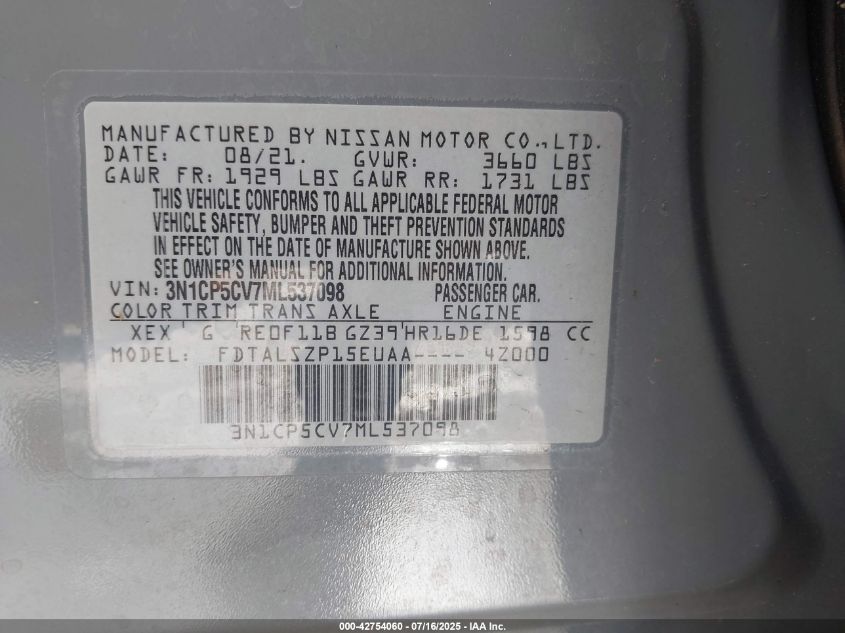 MANUFACTURED BY NISSAN MOTOR CO.,LTD.
DATE: 08/21. GVWR: 3660 LBS
GAWR FR: 1929 LBS GAWR RR: 1731 LBS
THIS VEHICLE CONFORMS TO ALL APPLICABLE FEDERAL MOTOR
VEHICLE SAFETY, BUMPER AND THEFT PREVENTION STANDARDS
IN EFFECT ON THE DATE OF MANUFACTURE SHOWN ABOVE.
SEE OWNER'S MANUAL FOR ADDITIONAL INFORMATION.
VIN: 3N1CP5CV7ML537098 PASSENGER CAR.
COLOR TRIM TRANS AXLE ENGINE
XEX G RE0F11B GZ39 HR16DE 1598 CC
MODEL: FDTALSZP15EUAA---- 4Z000
3N1CP5CV7ML537098
000-42754060 - 07/16/2025 - IAA Inc.